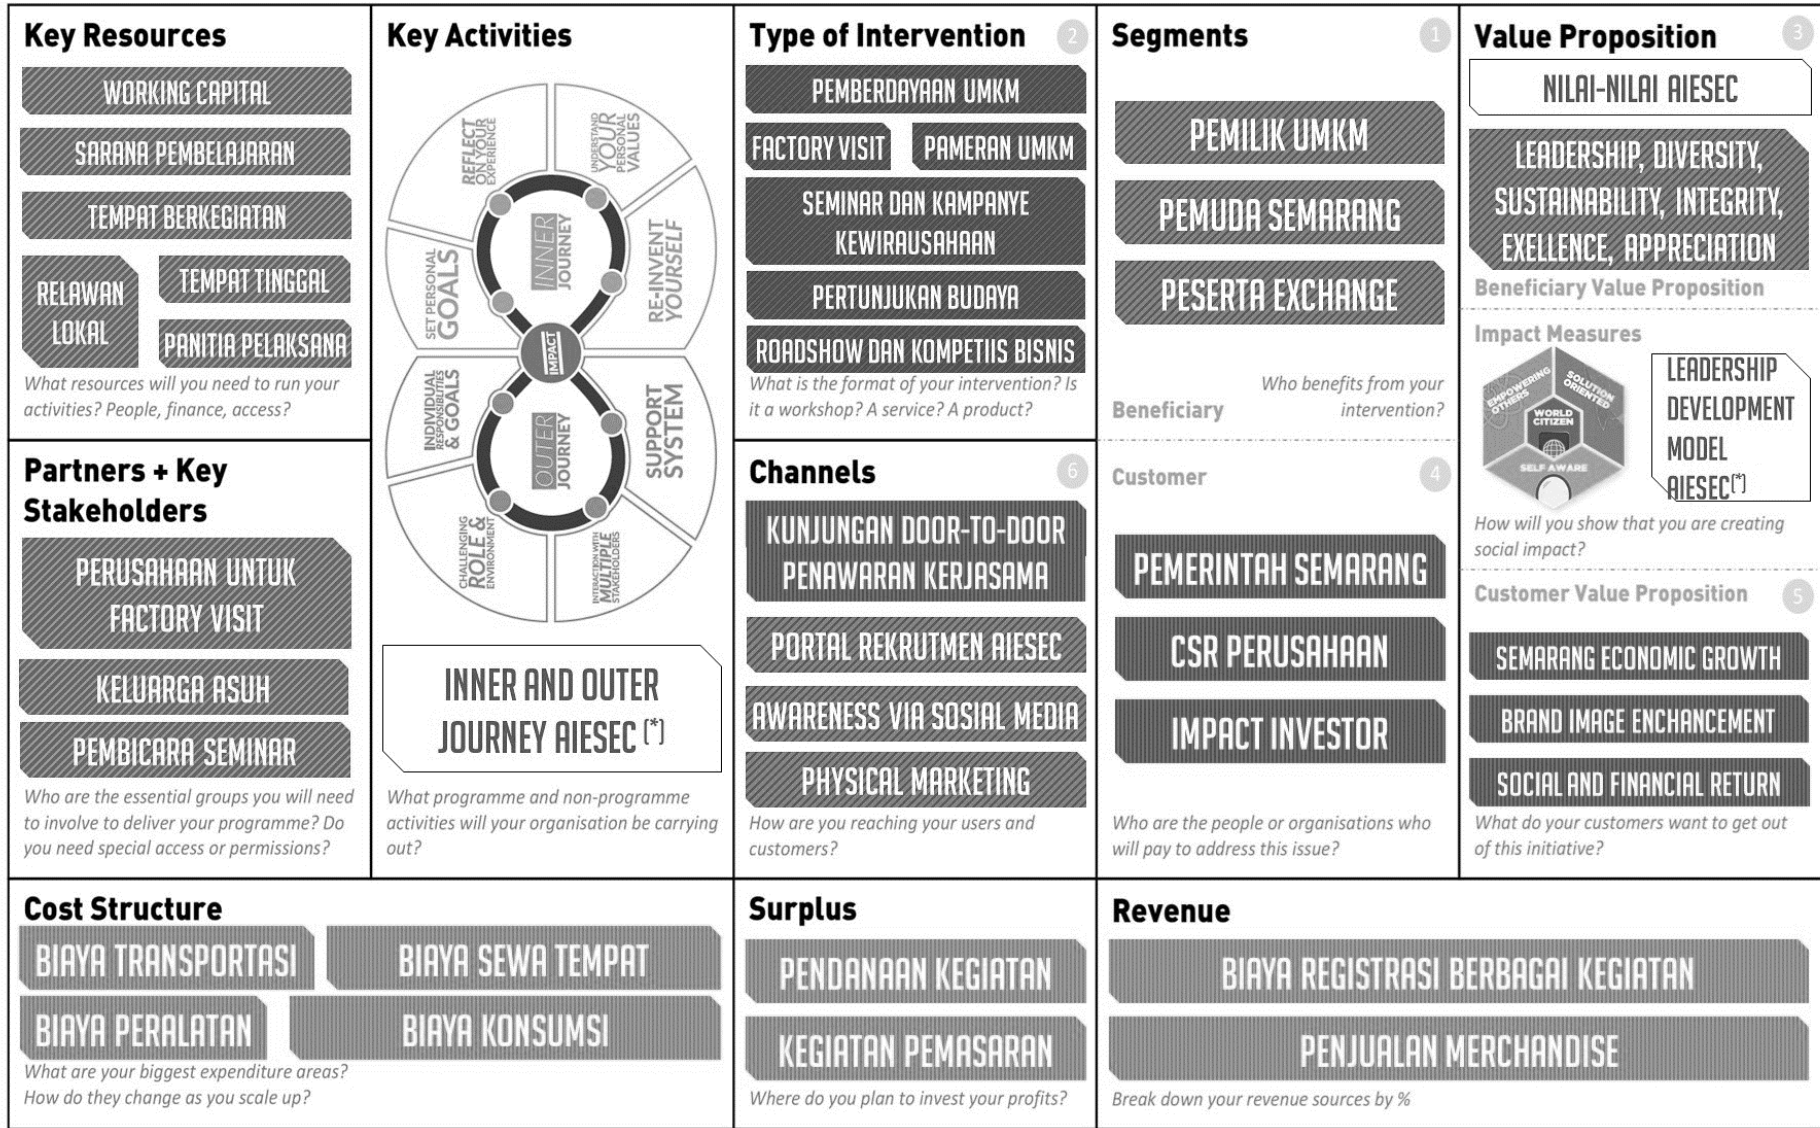 Key Resources
WORKING CAPITAL
SARANA PEMBELAJARAN
TEMPAT BERKEGIATAN
RELAWAN
LOKAL
TEMPAT TINGGAL
PANITIA PELAKSANA
What resources will you need to run your
activities? People, finance, access?
Partners + Key
Stakeholders
PERUSAHAAN UNTUK
FACTORY VISIT
KELUARGA ASUH
PEMBICARA SEMINAR
Who are the essential groups you will need
to involve to deliver your programme? Do
you need special access or permissions?
Key Activities
REFLECT
ON YOUR
EXPERIENCE
UNDERSTAND
YOUR
PERSONAL
VALUES
SET PERSONAL
GOALS
INNER
JOURNEY
RE-INVENT
YOURSELF
IMPACT
INDIVIDUAL
RESPONSIBILITIES
& GOALS
OUTER
JOURNEY
SUPPORT
SYSTEM
CHALLENGING
ROLE &
ENVIRONMENT
INTERACTION WITH
MULTIPLE
STAKEHOLDERS
INNER AND OUTER
JOURNEY AIESEC (*)
What programme and non-programme
activities will your organisation be carrying
out?
Type of Intervention 2
PEMBERDAYAAN UMKM
FACTORY VISIT
PAMERAN UMKM
SEMINAR DAN KAMPANYE
KEWIRAUSAHAAN
PERTUNJUKAN BUDAYA
ROADSHOW DAN KOMPETIIS BISNIS
What is the format of your intervention? Is
it a workshop? A service? A product?
Channels 6
KUNJUNGAN DOOR-TO-DOOR
PENAWARAN KERJASAMA
PORTAL REKRUTMEN AIESEC
AWARENESS VIA SOSIAL MEDIA
PHYSICAL MARKETING
How are you reaching your users and
customers?
Segments 1
PEMILIK UMKM
PEMUDA SEMARANG
PESERTA EXCHANGE
Beneficiary
Who benefits from your
intervention?
Customer 4
PEMERINTAH SEMARANG
CSR PERUSAHAAN
IMPACT INVESTOR
Who are the people or organisations who
will pay to address this issue?
Value Proposition 3
NILAI-NILAI AIESEC
LEADERSHIP, DIVERSITY,
SUSTAINABILITY, INTEGRITY,
EXELLENCE, APPRECIATION
Beneficiary Value Proposition
Impact Measures
EMPOWERING
OTHERS
SOLUTION
ORIENTED
WORLD
CITIZEN
SELF AWARE
LEADERSHIP
DEVELOPMENT
MODEL
AIESEC(*)
How will you show that you are creating
social impact?
Customer Value Proposition 5
SEMARANG ECONOMIC GROWTH
BRAND IMAGE ENCHANCEMENT
SOCIAL AND FINANCIAL RETURN
What do your customers want to get out
of this initiative?
Cost Structure
BIAYA TRANSPORTASI
BIAYA SEWA TEMPAT
BIAYA PERALATAN
BIAYA KONSUMSI
What are your biggest expenditure areas?
How do they change as you scale up?
Surplus
PENDANAAN KEGIATAN
KEGIATAN PEMASARAN
Where do you plan to invest your profits?
Revenue
BIAYA REGISTRASI BERBAGAI KEGIATAN
PENJUALAN MERCHANDISE
Break down your revenue sources by %